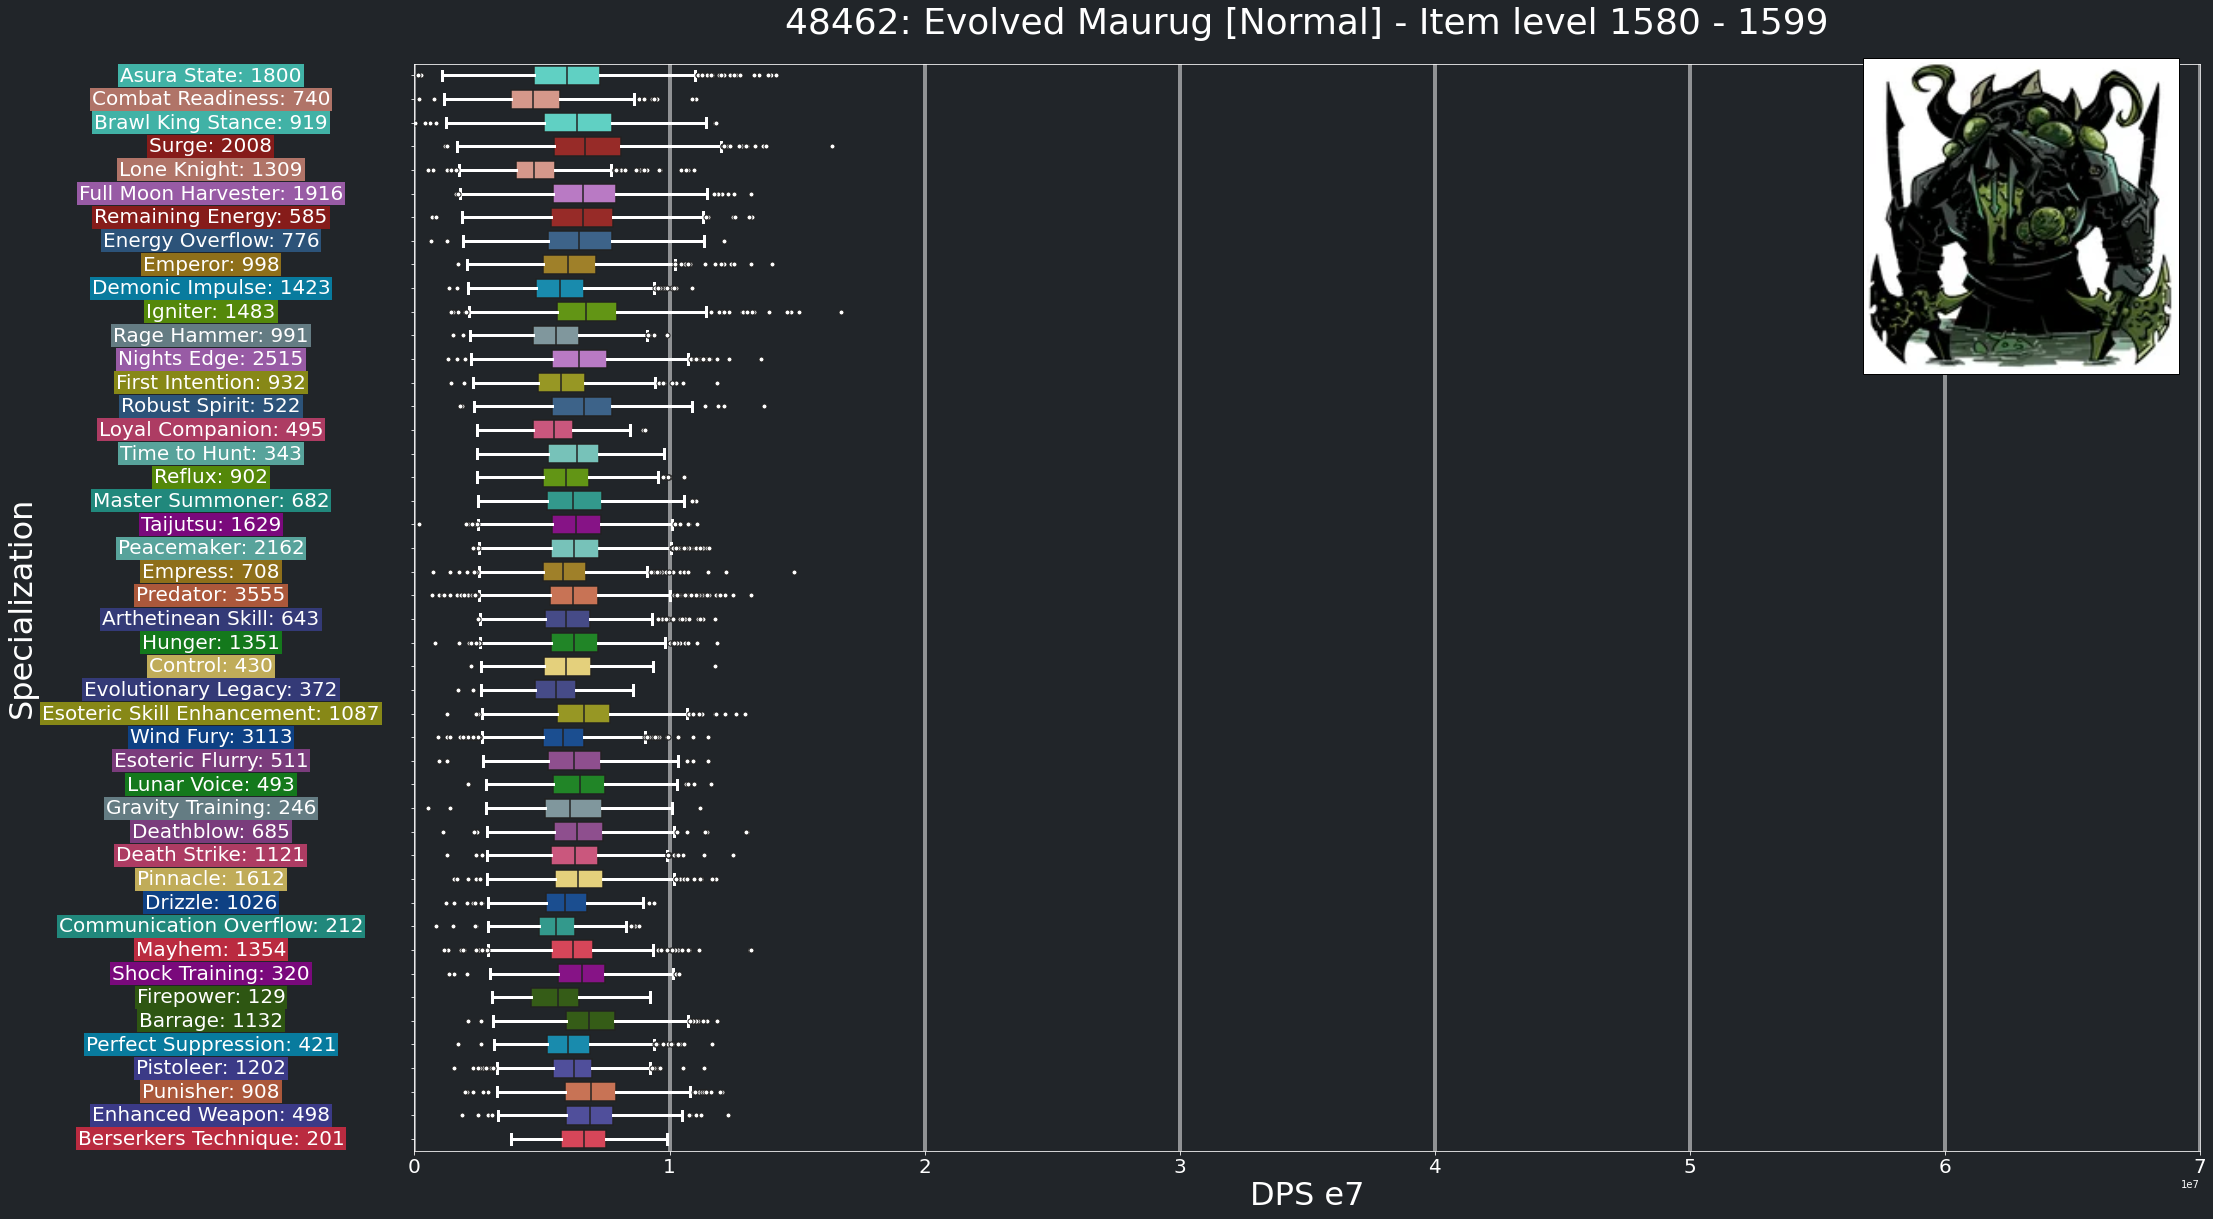 48462: Evolved Maurug [Normal] - Item level 1580 - 1599
Specialization
Asura State: 1800
Combat Readiness: 740
Brawl King Stance: 919
Surge: 2008
Lone Knight: 1309
Full Moon Harvester: 1916
Remaining Energy: 585
Energy Overflow: 776
Emperor: 998
Demonic Impulse: 1423
Igniter: 1483
Rage Hammer: 991
Nights Edge: 2515
First Intention: 932
Robust Spirit: 522
Loyal Companion: 495
Time to Hunt: 343
Reflux: 902
Master Summoner: 682
Taijutsu: 1629
Peacemaker: 2162
Empress: 708
Predator: 3555
Arthetinean Skill: 643
Hunger: 1351
Control: 430
Evolutionary Legacy: 372
Esoteric Skill Enhancement: 1087
Wind Fury: 3113
Esoteric Flurry: 511
Lunar Voice: 493
Gravity Training: 246
Deathblow: 685
Death Strike: 1121
Pinnacle: 1612
Drizzle: 1026
Communication Overflow: 212
Mayhem: 1354
Shock Training: 320
Firepower: 129
Barrage: 1132
Perfect Suppression: 421
Pistoleer: 1202
Punisher: 908
Enhanced Weapon: 498
Berserkers Technique: 201
0 1 2 3 4 5 6 7
1e7
DPS e7